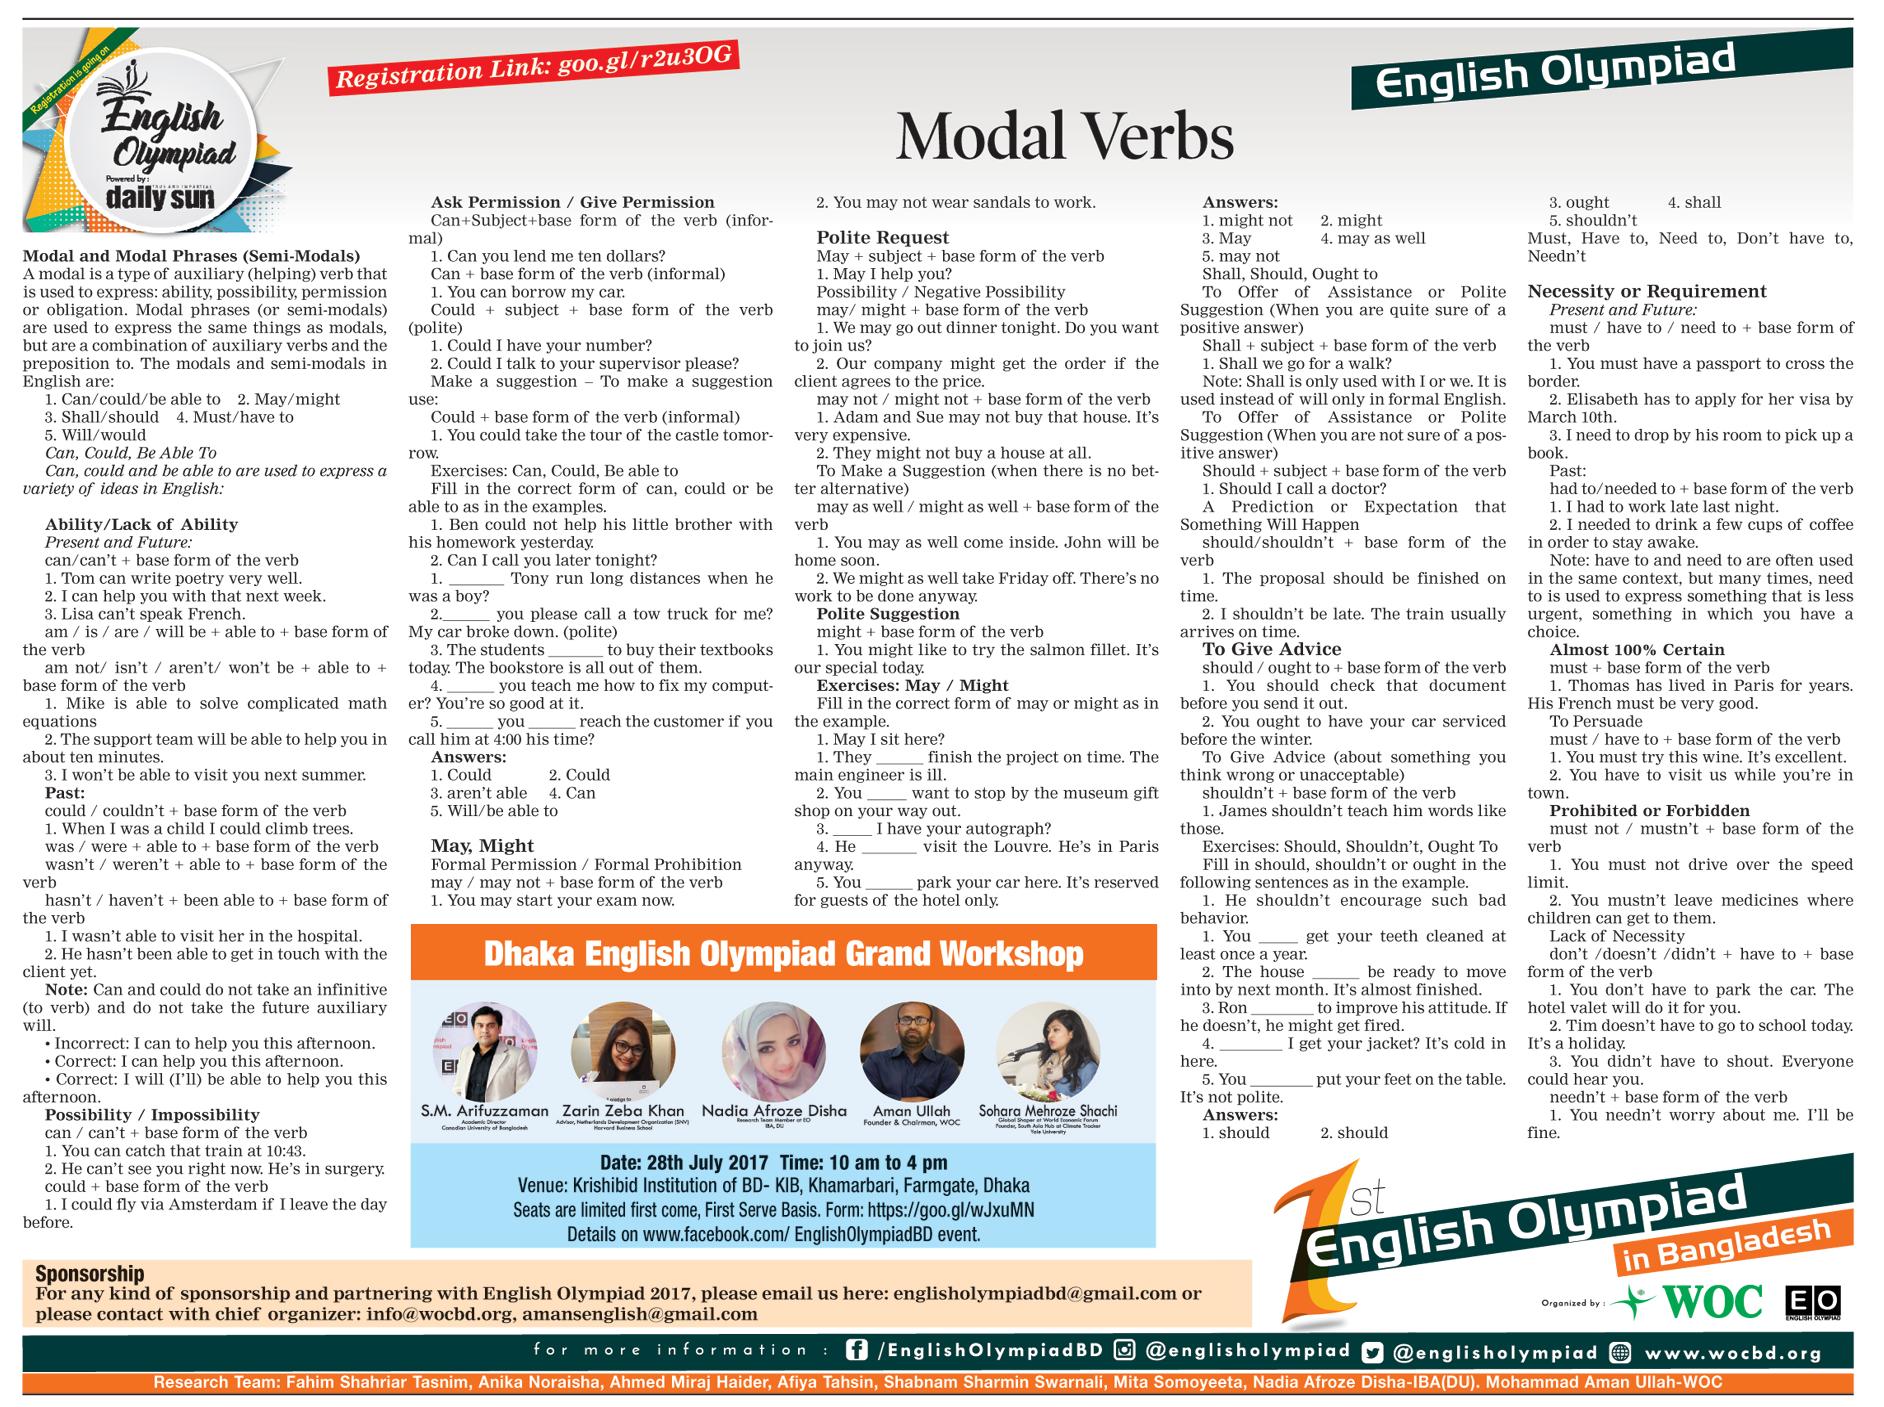 Registration is going on
English
Olympiad
Powered by :
TRUE AND IMPARTIAL
daily sun
Registration Link: goo.gl/r2u3OG
English Olympiad
Modal Verbs
Modal and Modal Phrases (Semi-Modals)
A modal is a type of auxiliary (helping) verb that
is used to express: ability, possibility, permission
or obligation. Modal phrases (or semi-modals)
are used to express the same things as modals,
but are a combination of auxiliary verbs and the
preposition to. The modals and semi-modals in
English are:
1. Can/could/be able to 2. May/might
3. Shall/should 4. Must/have to
5. Will/would
Can, Could, Be Able To
Can, could and be able to are used to express a
variety of ideas in English:
Ability/Lack of Ability
Present and Future:
can/can't + base form of the verb
1. Tom can write poetry very well.
2. I can help you with that next week.
3. Lisa can't speak French.
am / is / are / will be + able to + base form of
the verb
am not/ isn't / aren't/ won't be + able to +
base form of the verb
1. Mike is able to solve complicated math
equations
2. The support team will be able to help you in
about ten minutes.
3. I won't be able to visit you next summer.
Past:
could / couldn't + base form of the verb
1. When I was a child I could climb trees.
was / were + able to + base form of the verb
wasn't / weren't + able to + base form of the
verb
hasn't / haven't + been able to + base form of
the verb
1. I wasn't able to visit her in the hospital.
2. He hasn't been able to get in touch with the
client yet.
Note: Can and could do not take an infinitive
(to verb) and do not take the future auxiliary
will.
• Incorrect: I can to help you this afternoon.
• Correct: I can help you this afternoon.
• Correct: I will (I'll) be able to help you this
afternoon.
Possibility / Impossibility
can / can't + base form of the verb
1. You can catch that train at 10:43.
2. He can't see you right now. He's in surgery.
could + base form of the verb
1. I could fly via Amsterdam if I leave the day
before.
Ask Permission / Give Permission
Can+Subject+base form of the verb (infor-
mal)
1. Can you lend me ten dollars?
Can + base form of the verb (informal)
1. You can borrow my car.
Could + subject + base form of the verb
(polite)
1. Could I have your number?
2. Could I talk to your supervisor please?
Make a suggestion – To make a suggestion
use:
Could + base form of the verb (informal)
1. You could take the tour of the castle tomor-
row.
Exercises: Can, Could, Be able to
Fill in the correct form of can, could or be
able to as in the examples.
1. Ben could not help his little brother with
his homework yesterday.
2. Can I call you later tonight?
1. _______ Tony run long distances when he
was a boy?
2.______ you please call a tow truck for me?
My car broke down. (polite)
3. The students _______ to buy their textbooks
today. The bookstore is all out of them.
4. ______ you teach me how to fix my comput-
er? You're so good at it.
5. ______ you ______ reach the customer if you
call him at 4:00 his time?
Answers:
1. Could 2. Could
3. aren't able 4. Can
5. Will/be able to
May, Might
Formal Permission / Formal Prohibition
may / may not + base form of the verb
1. You may start your exam now.
2. You may not wear sandals to work.
Polite Request
May + subject + base form of the verb
1. May I help you?
Possibility / Negative Possibility
may/ might + base form of the verb
1. We may go out dinner tonight. Do you want
to join us?
2. Our company might get the order if the
client agrees to the price.
may not / might not + base form of the verb
1. Adam and Sue may not buy that house. It's
very expensive.
2. They might not buy a house at all.
To Make a Suggestion (when there is no bet-
ter alternative)
may as well / might as well + base form of the
verb
1. You may as well come inside. John will be
home soon.
2. We might as well take Friday off. There's no
work to be done anyway.
Polite Suggestion
might + base form of the verb
1. You might like to try the salmon fillet. It's
our special today.
Exercises: May / Might
Fill in the correct form of may or might as in
the example.
1. May I sit here?
1. They ______ finish the project on time. The
main engineer is ill.
2. You _____ want to stop by the museum gift
shop on your way out.
3. _____ I have your autograph?
4. He _______ visit the Louvre. He's in Paris
anyway.
5. You ______ park your car here. It's reserved
for guests of the hotel only.
Answers:
1. might not 2. might
3. May 4. may as well
5. may not
Shall, Should, Ought to
To Offer of Assistance or Polite
Suggestion (When you are quite sure of a
positive answer)
Shall + subject + base form of the verb
1. Shall we go for a walk?
Note: Shall is only used with I or we. It is
used instead of will only in formal English.
To Offer of Assistance or Polite
Suggestion (When you are not sure of a pos-
itive answer)
Should + subject + base form of the verb
1. Should I call a doctor?
A Prediction or Expectation that
Something Will Happen
should/shouldn't + base form of the
verb
1. The proposal should be finished on
time.
2. I shouldn't be late. The train usually
arrives on time.
To Give Advice
should / ought to + base form of the verb
1. You should check that document
before you send it out.
2. You ought to have your car serviced
before the winter.
To Give Advice (about something you
think wrong or unacceptable)
shouldn't + base form of the verb
1. James shouldn't teach him words like
those.
Exercises: Should, Shouldn't, Ought To
Fill in should, shouldn't or ought in the
following sentences as in the example.
1. He shouldn't encourage such bad
behavior.
1. You _____ get your teeth cleaned at
least once a year.
2. The house ______ be ready to move
into by next month. It's almost finished.
3. Ron ________ to improve his attitude. If
he doesn't, he might get fired.
4. ________ I get your jacket? It's cold in
here.
5. You ________ put your feet on the table.
It's not polite.
Answers:
1. should 2. should
3. ought 4. shall
5. shouldn't
Must, Have to, Need to, Don't have to,
Needn't
Necessity or Requirement
Present and Future:
must / have to / need to + base form of
the verb
1. You must have a passport to cross the
border.
2. Elisabeth has to apply for her visa by
March 10th.
3. I need to drop by his room to pick up a
book.
Past:
had to/needed to + base form of the verb
1. I had to work late last night.
2. I needed to drink a few cups of coffee
in order to stay awake.
Note: have to and need to are often used
in the same context, but many times, need
to is used to express something that is less
urgent, something in which you have a
choice.
Almost 100% Certain
must + base form of the verb
1. Thomas has lived in Paris for years.
His French must be very good.
To Persuade
must / have to + base form of the verb
1. You must try this wine. It's excellent.
2. You have to visit us while you're in
town.
Prohibited or Forbidden
must not / mustn't + base form of the
verb
1. You must not drive over the speed
limit.
2. You mustn't leave medicines where
children can get to them.
Lack of Necessity
don't /doesn't /didn't + have to + base
form of the verb
1. You don't have to park the car. The
hotel valet will do it for you.
2. Tim doesn't have to go to school today.
It's a holiday.
3. You didn't have to shout. Everyone
could hear you.
needn't + base form of the verb
1. You needn't worry about me. I'll be
fine.
Dhaka English Olympiad Grand Workshop
S.M. Arifuzzaman
Academic Director
Canadian University of Bangladesh
Zarin Zeba Khan
Advisor, Netherlands Development Organization (SNV)
Harvard Business School
Nadia Afroze Disha
Research Team Member at EO
IBA, DU
Aman Ullah
Founder & Chairman, WOC
Sohara Mehroze Shachi
Global Shaper at World Economic Forum
Founder, South Asia Hub at Climate Tracker
Yale University
Date: 28th July 2017 Time: 10 am to 4 pm
Venue: Krishibid Institution of BD- KIB, Khamarbari, Farmgate, Dhaka
Seats are limited first come, First Serve Basis. Form: https://goo.gl/wJxuMN
Details on www.facebook.com/ EnglishOlympiadBD event.
Sponsorship
For any kind of sponsorship and partnering with English Olympiad 2017, please email us here: englisholympiadbd@gmail.com or
please contact with chief organizer: info@wocbd.org, amansenglish@gmail.com
1st
English Olympiad
in Bangladesh
Organized by :
WOC
EO
ENGLISH OLYMPIAD
for more information : /EnglishOlympiadBD @englisholympiad @englisholympiad www.wocbd.org
Research Team: Fahim Shahriar Tasnim, Anika Noraisha, Ahmed Miraj Haider, Afiya Tahsin, Shabnam Sharmin Swarnali, Mita Somoyeeta, Nadia Afroze Disha-IBA(DU). Mohammad Aman Ullah-WOC